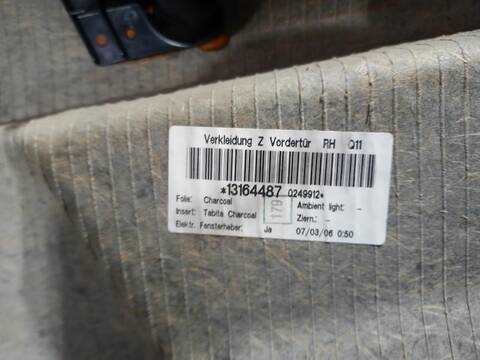 Verkleidung Z Vordertür RH Q11
*13164487 0249912*
Folie: Charcoal Ambient light: -
Insert: Tabita Charcoal Ziern.: -
Elektr. Fensterheber: Ja 07/03/06 0:50
179